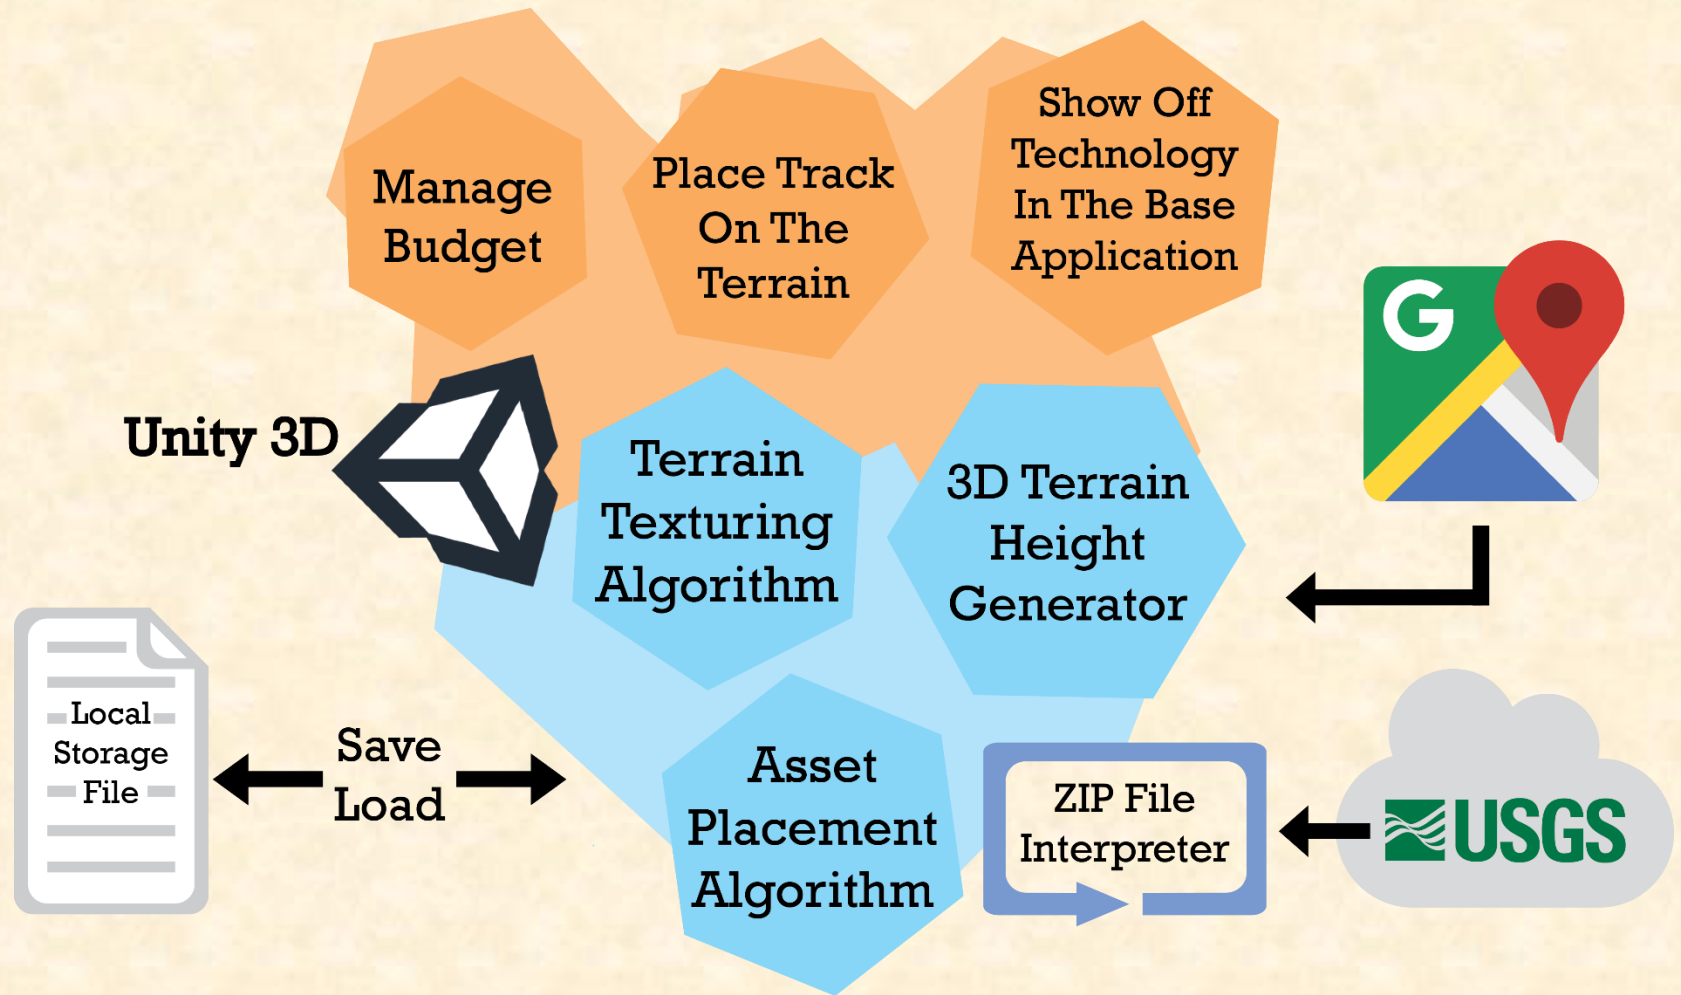 Manage
Budget
Place Track
On The
Terrain
Show Off
Technology
In The Base
Application
G
Unity 3D
Terrain
Texturing
Algorithm
3D Terrain
Height
Generator
Local
Storage
File
Save
Load
Asset
Placement
Algorithm
ZIP File
Interpreter
USGS